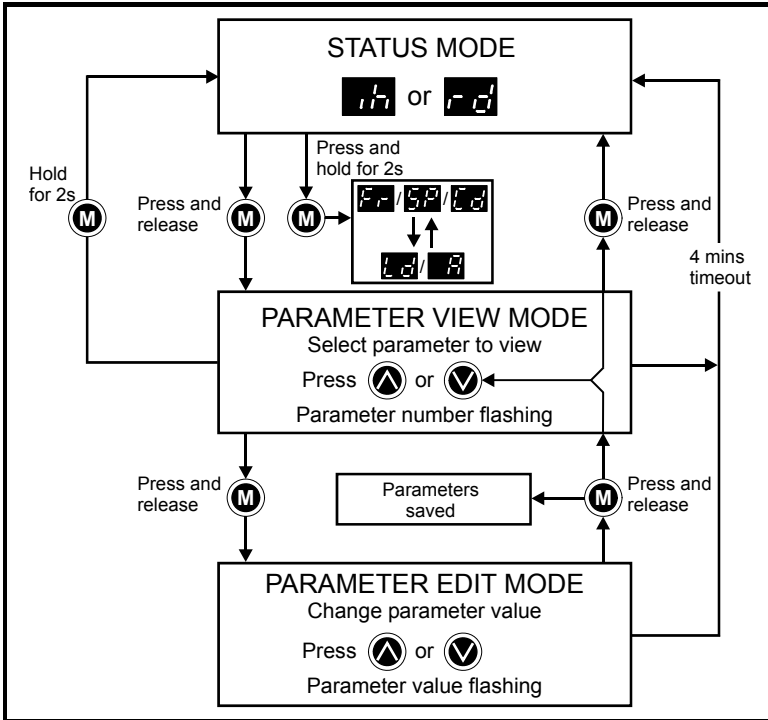 STATUS MODE
ih or rd
Hold
for 2s
M
Press and
release
M
Press and
hold for 2s
M
Fr / SP / Cd
Ld / A
Press and
release
M
4 mins
timeout
PARAMETER VIEW MODE
Select parameter to view
Press or
Parameter number flashing
Press and
release
M
Parameters
saved
M
Press and
release
PARAMETER EDIT MODE
Change parameter value
Press or
Parameter value flashing